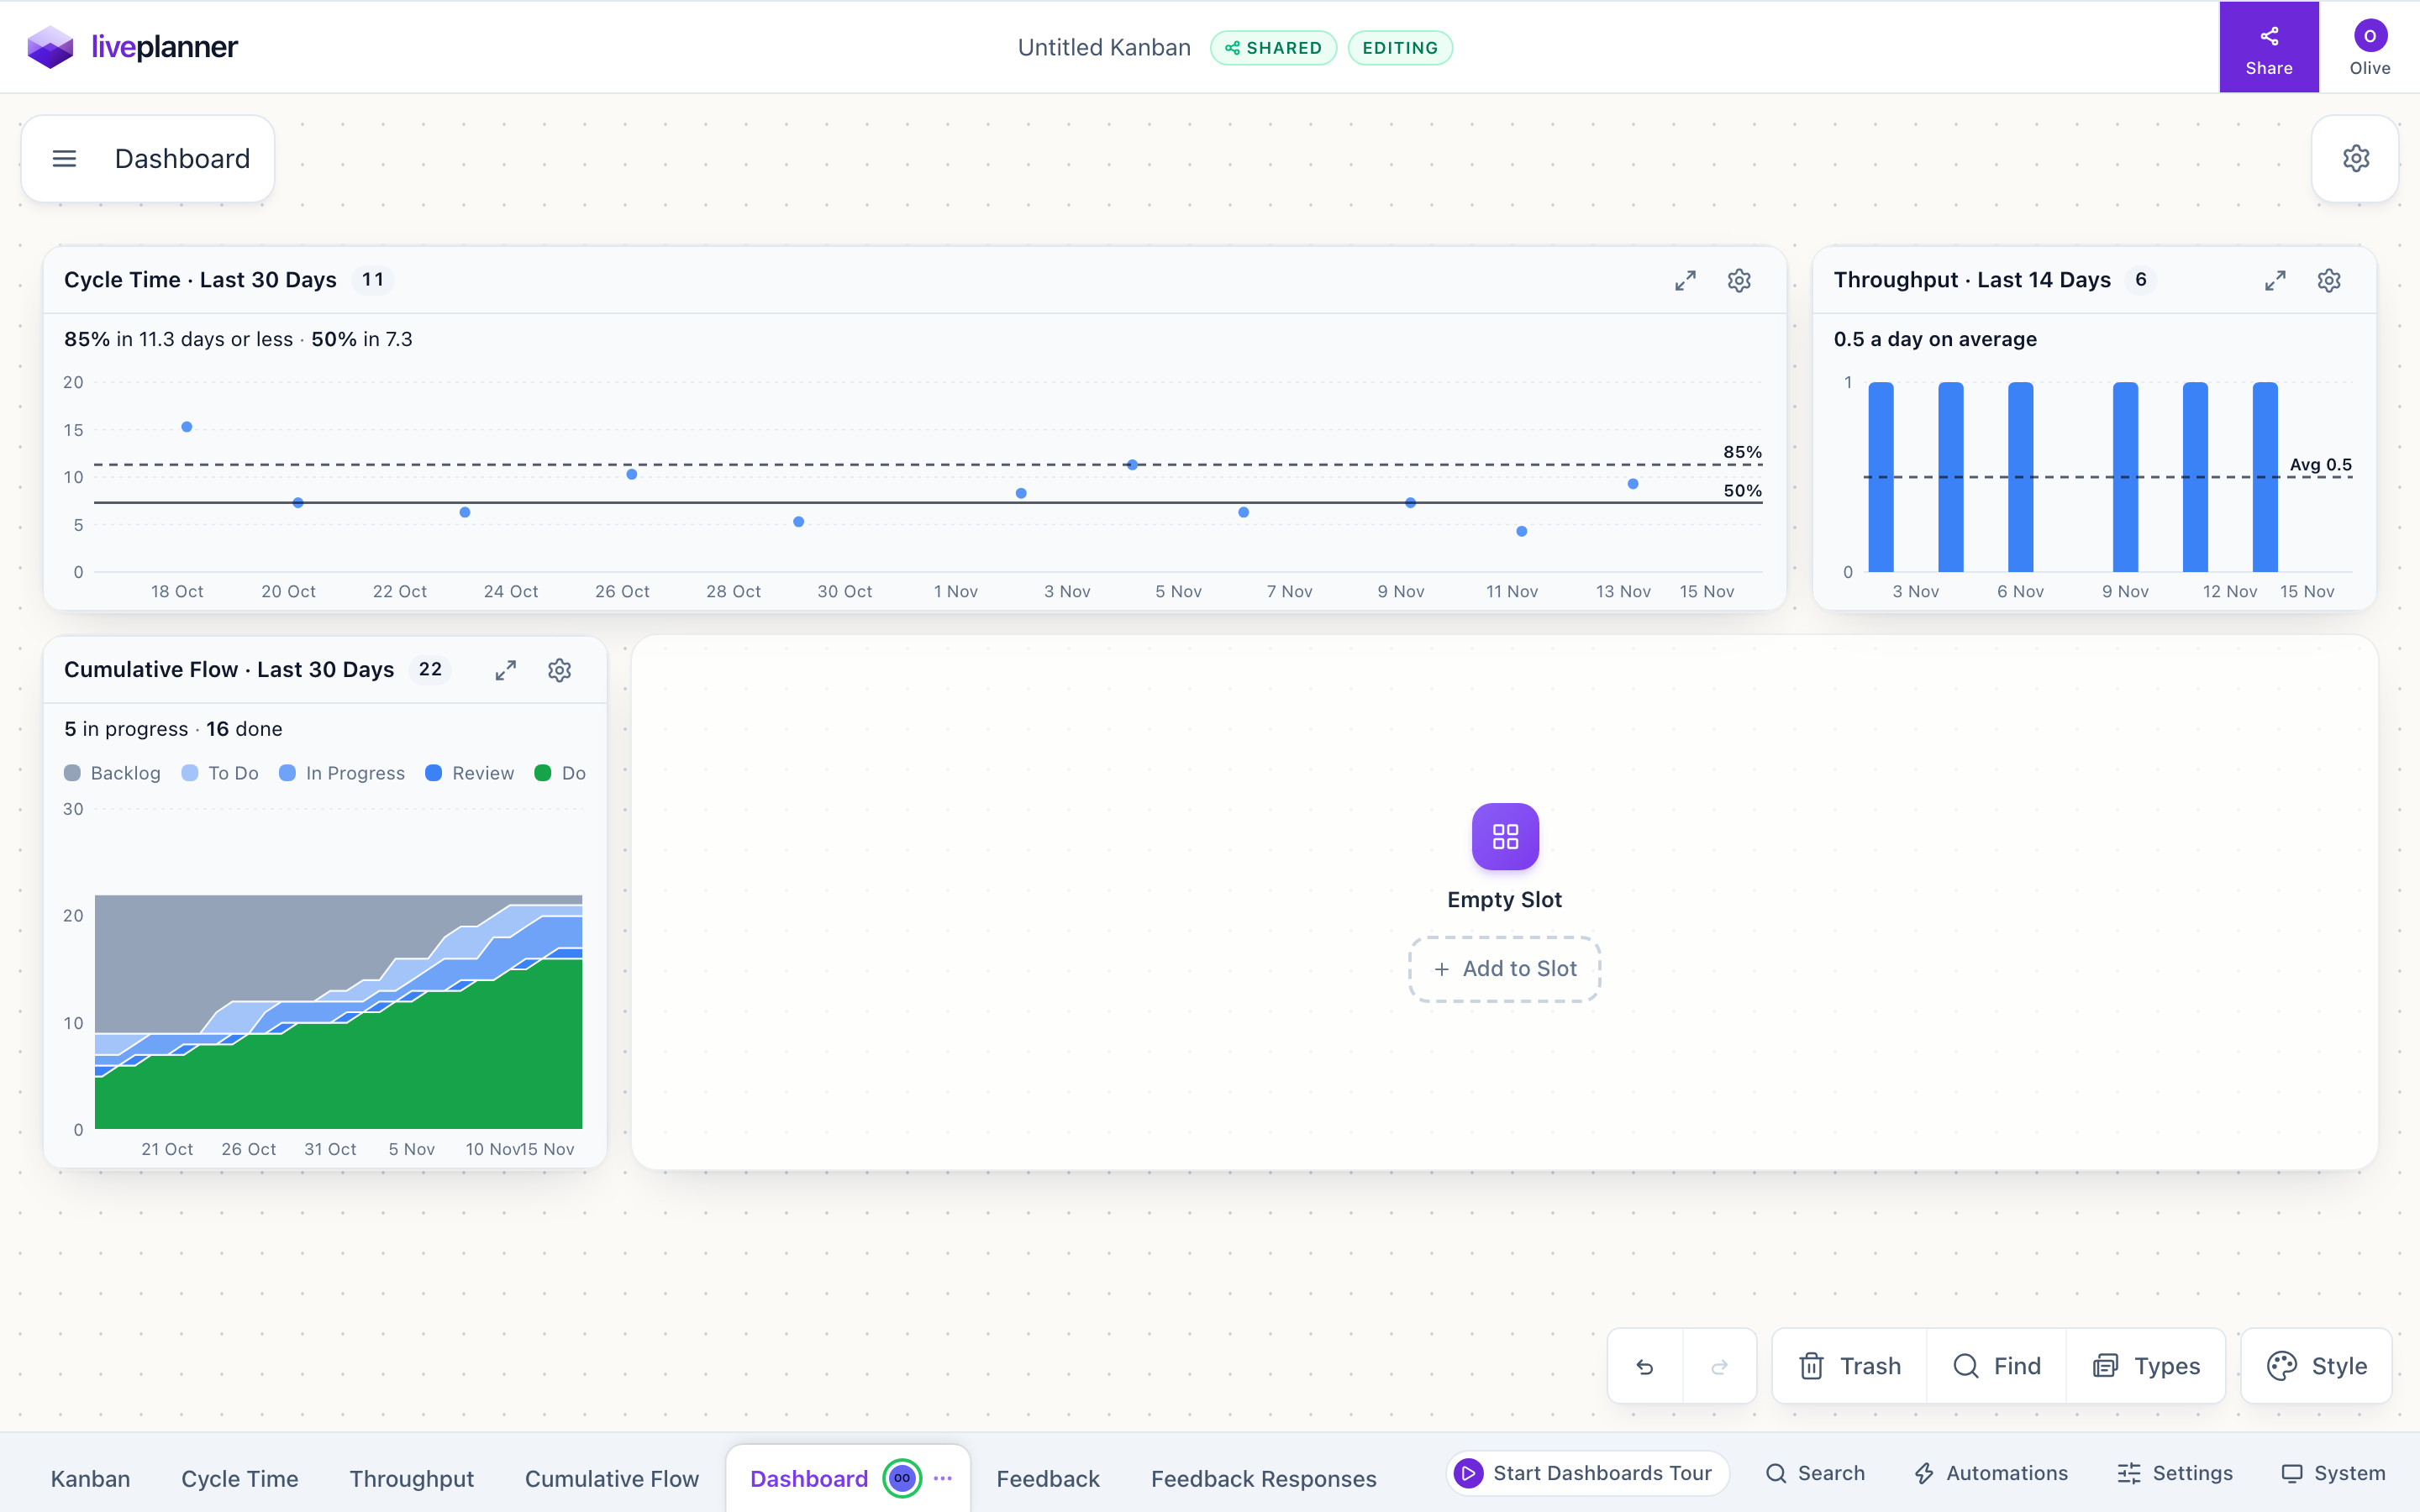 liveplanner
Untitled Kanban
SHARED
EDITING
Share
O
Olive
Dashboard
Cycle Time · Last 30 Days 11
85% in 11.3 days or less · 50% in 7.3
20
15
10
5
0
85%
50%
18 Oct 20 Oct 22 Oct 24 Oct 26 Oct 28 Oct 30 Oct 1 Nov 3 Nov 5 Nov 7 Nov 9 Nov 11 Nov 13 Nov 15 Nov
Throughput · Last 14 Days 6
0.5 a day on average
1
Avg 0.5
0
3 Nov 6 Nov 9 Nov 12 Nov 15 Nov
Cumulative Flow · Last 30 Days 22
5 in progress · 16 done
Backlog To Do In Progress Review Do
30
20
10
0
21 Oct 26 Oct 31 Oct 5 Nov 10 Nov 15 Nov
Empty Slot
+ Add to Slot
Trash Find Types Style
Kanban Cycle Time Throughput Cumulative Flow Dashboard OO Feedback Feedback Responses Start Dashboards Tour Search Automations Settings System